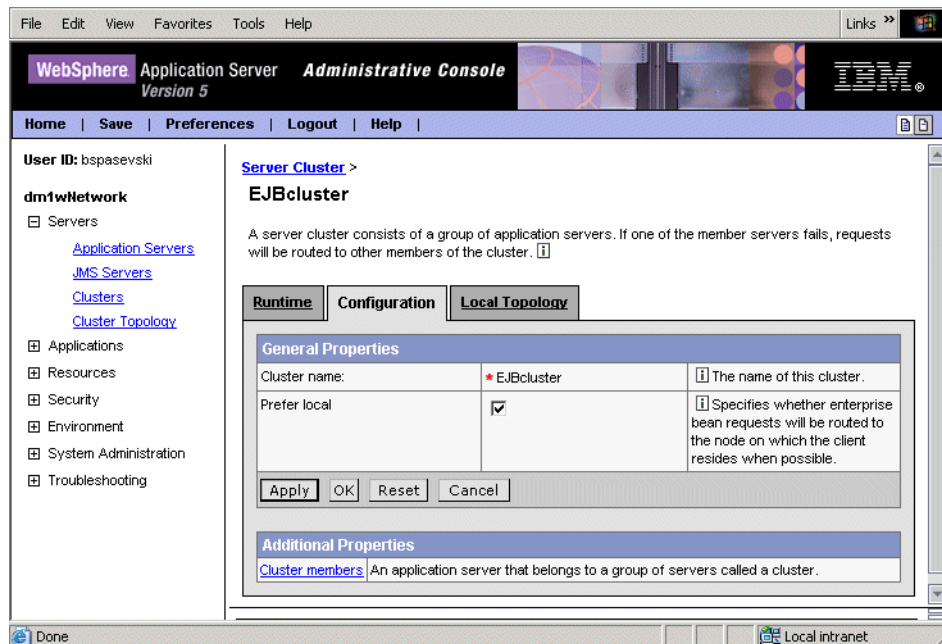 File Edit View Favorites Tools Help Links »
WebSphere Application Server Administrative Console
Version 5
IBM®
Home | Save | Preferences | Logout | Help |
User ID: bspasevski
dm1wNetwork
Servers
Application Servers
JMS Servers
Clusters
Cluster Topology
Applications
Resources
Security
Environment
System Administration
Troubleshooting
Server Cluster >
EJBcluster
A server cluster consists of a group of application servers. If one of the member servers fails, requests
will be routed to other members of the cluster. i
Runtime Configuration Local Topology
General Properties
Cluster name: * EJBcluster i The name of this cluster.
Prefer local i Specifies whether enterprise
bean requests will be routed to
the node on which the client
resides when possible.
Apply OK Reset Cancel
Additional Properties
Cluster members An application server that belongs to a group of servers called a cluster.
Done Local intranet